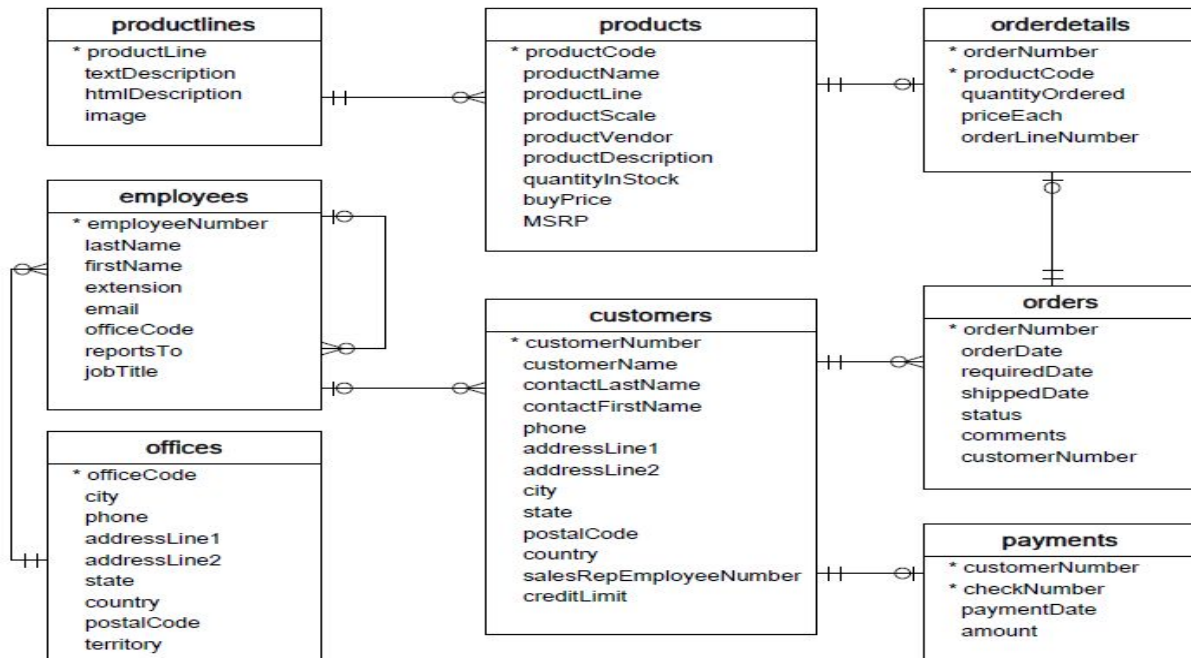 productlines
* productLine
textDescription
htmlDescription
image
products
* productCode
productName
productLine
productScale
productVendor
productDescription
quantityInStock
buyPrice
MSRP
orderdetails
* orderNumber
* productCode
quantityOrdered
priceEach
orderLineNumber
employees
* employeeNumber
lastName
firstName
extension
email
officeCode
reportsTo
jobTitle
customers
* customerNumber
customerName
contactLastName
contactFirstName
phone
addressLine1
addressLine2
city
state
postalCode
country
salesRepEmployeeNumber
creditLimit
orders
* orderNumber
orderDate
requiredDate
shippedDate
status
comments
customerNumber
offices
* officeCode
city
phone
addressLine1
addressLine2
state
country
postalCode
territory
payments
* customerNumber
* checkNumber
paymentDate
amount